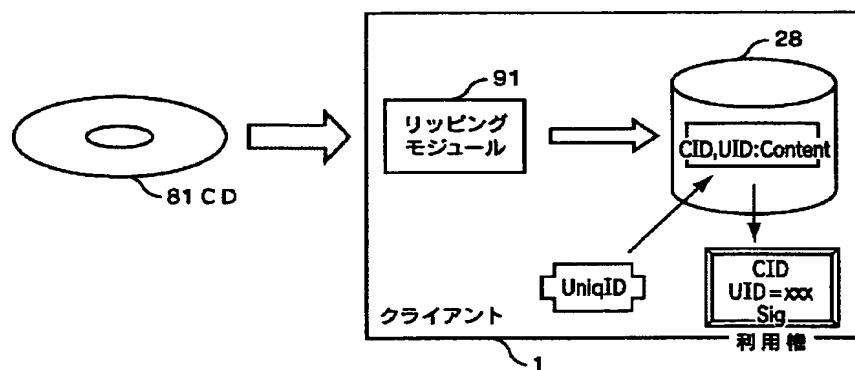 28
91
リッピング
モジュール
CID,UID:Content
81 CD
UniqID
CID
UID=xxx
Sig
利用権
クライアント
1